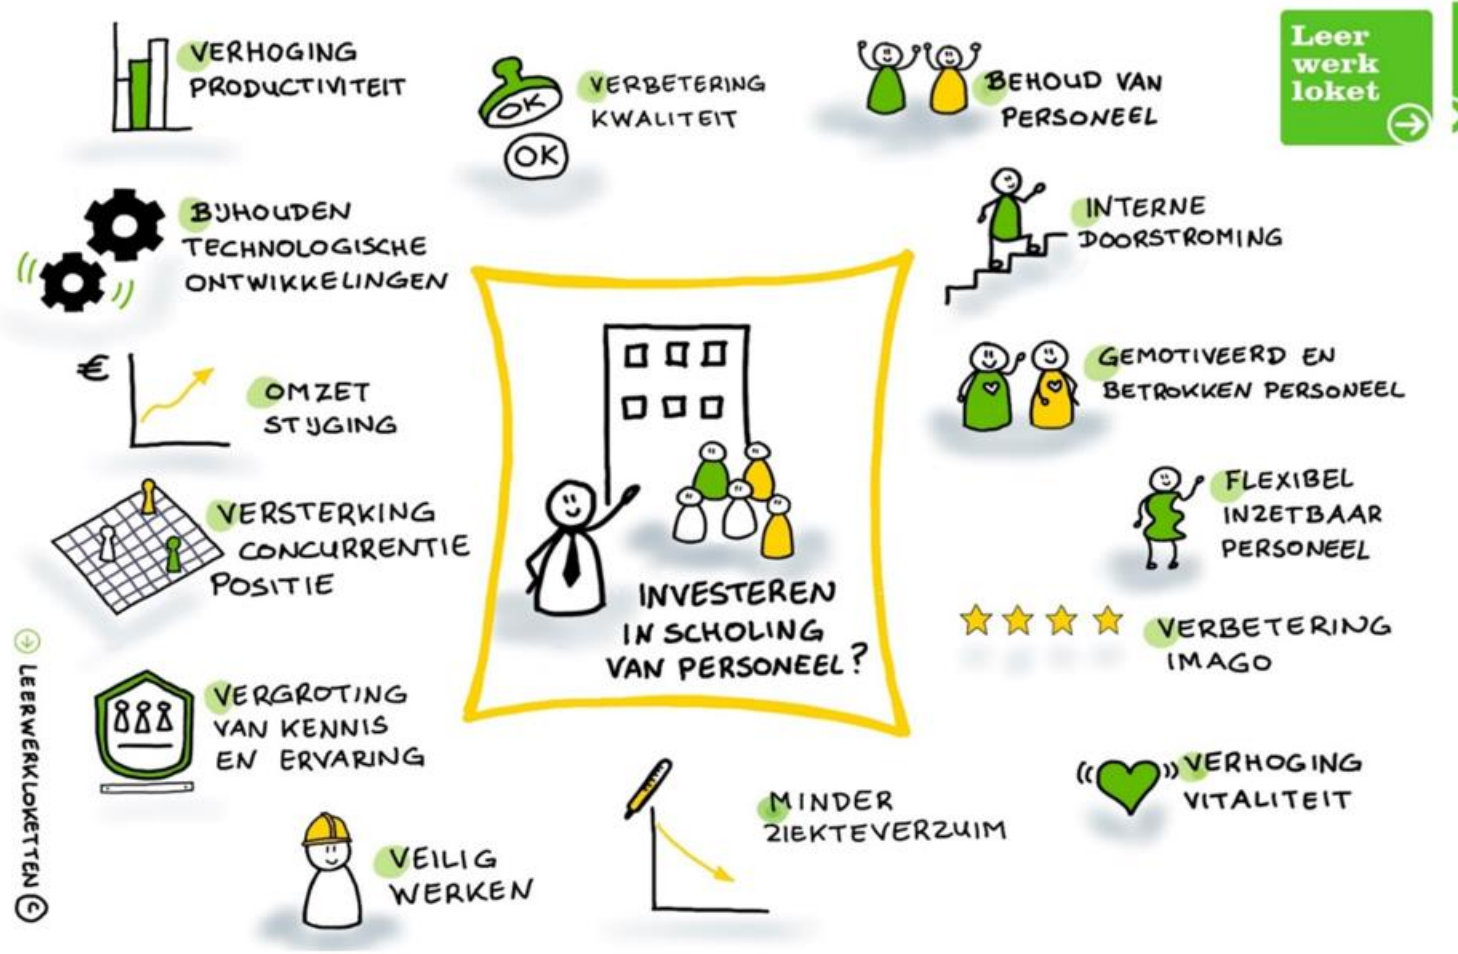 VERHOGING
PRODUCTIVITEIT
VERBETERING
KWALITEIT
OK
OK
BEHOUD VAN
PERSONEEL
Leer
werk
loket
BIJHOUDEN
TECHNOLOGISCHE
ONTWIKKELINGEN
INTERNE
DOORSTROMING
€
OMZET
STIJGING
GEMOTIVEERD EN
BETROKKEN PERSONEEL
VERSTERKING
CONCURRENTIE
POSITIE
FLEXIBEL
INZETBAAR
PERSONEEL
INVESTEREN
IN SCHOLING
VAN PERSONEEL?
VERBETERING
IMAGO
VERGROTING
VAN KENNIS
EN ERVARING
VERHOGING
VITALITEIT
MINDER
ZIEKTEVERZUIM
VEILIG
WERKEN
LEERWERKLOKETTEN ©